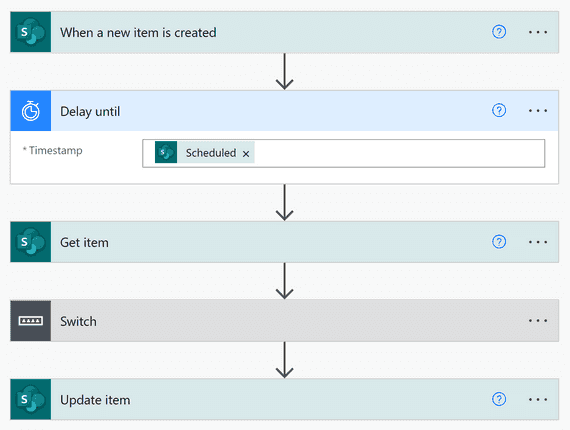 When a new item is created
Delay until
* Timestamp
Scheduled ×
Get item
Switch
Update item